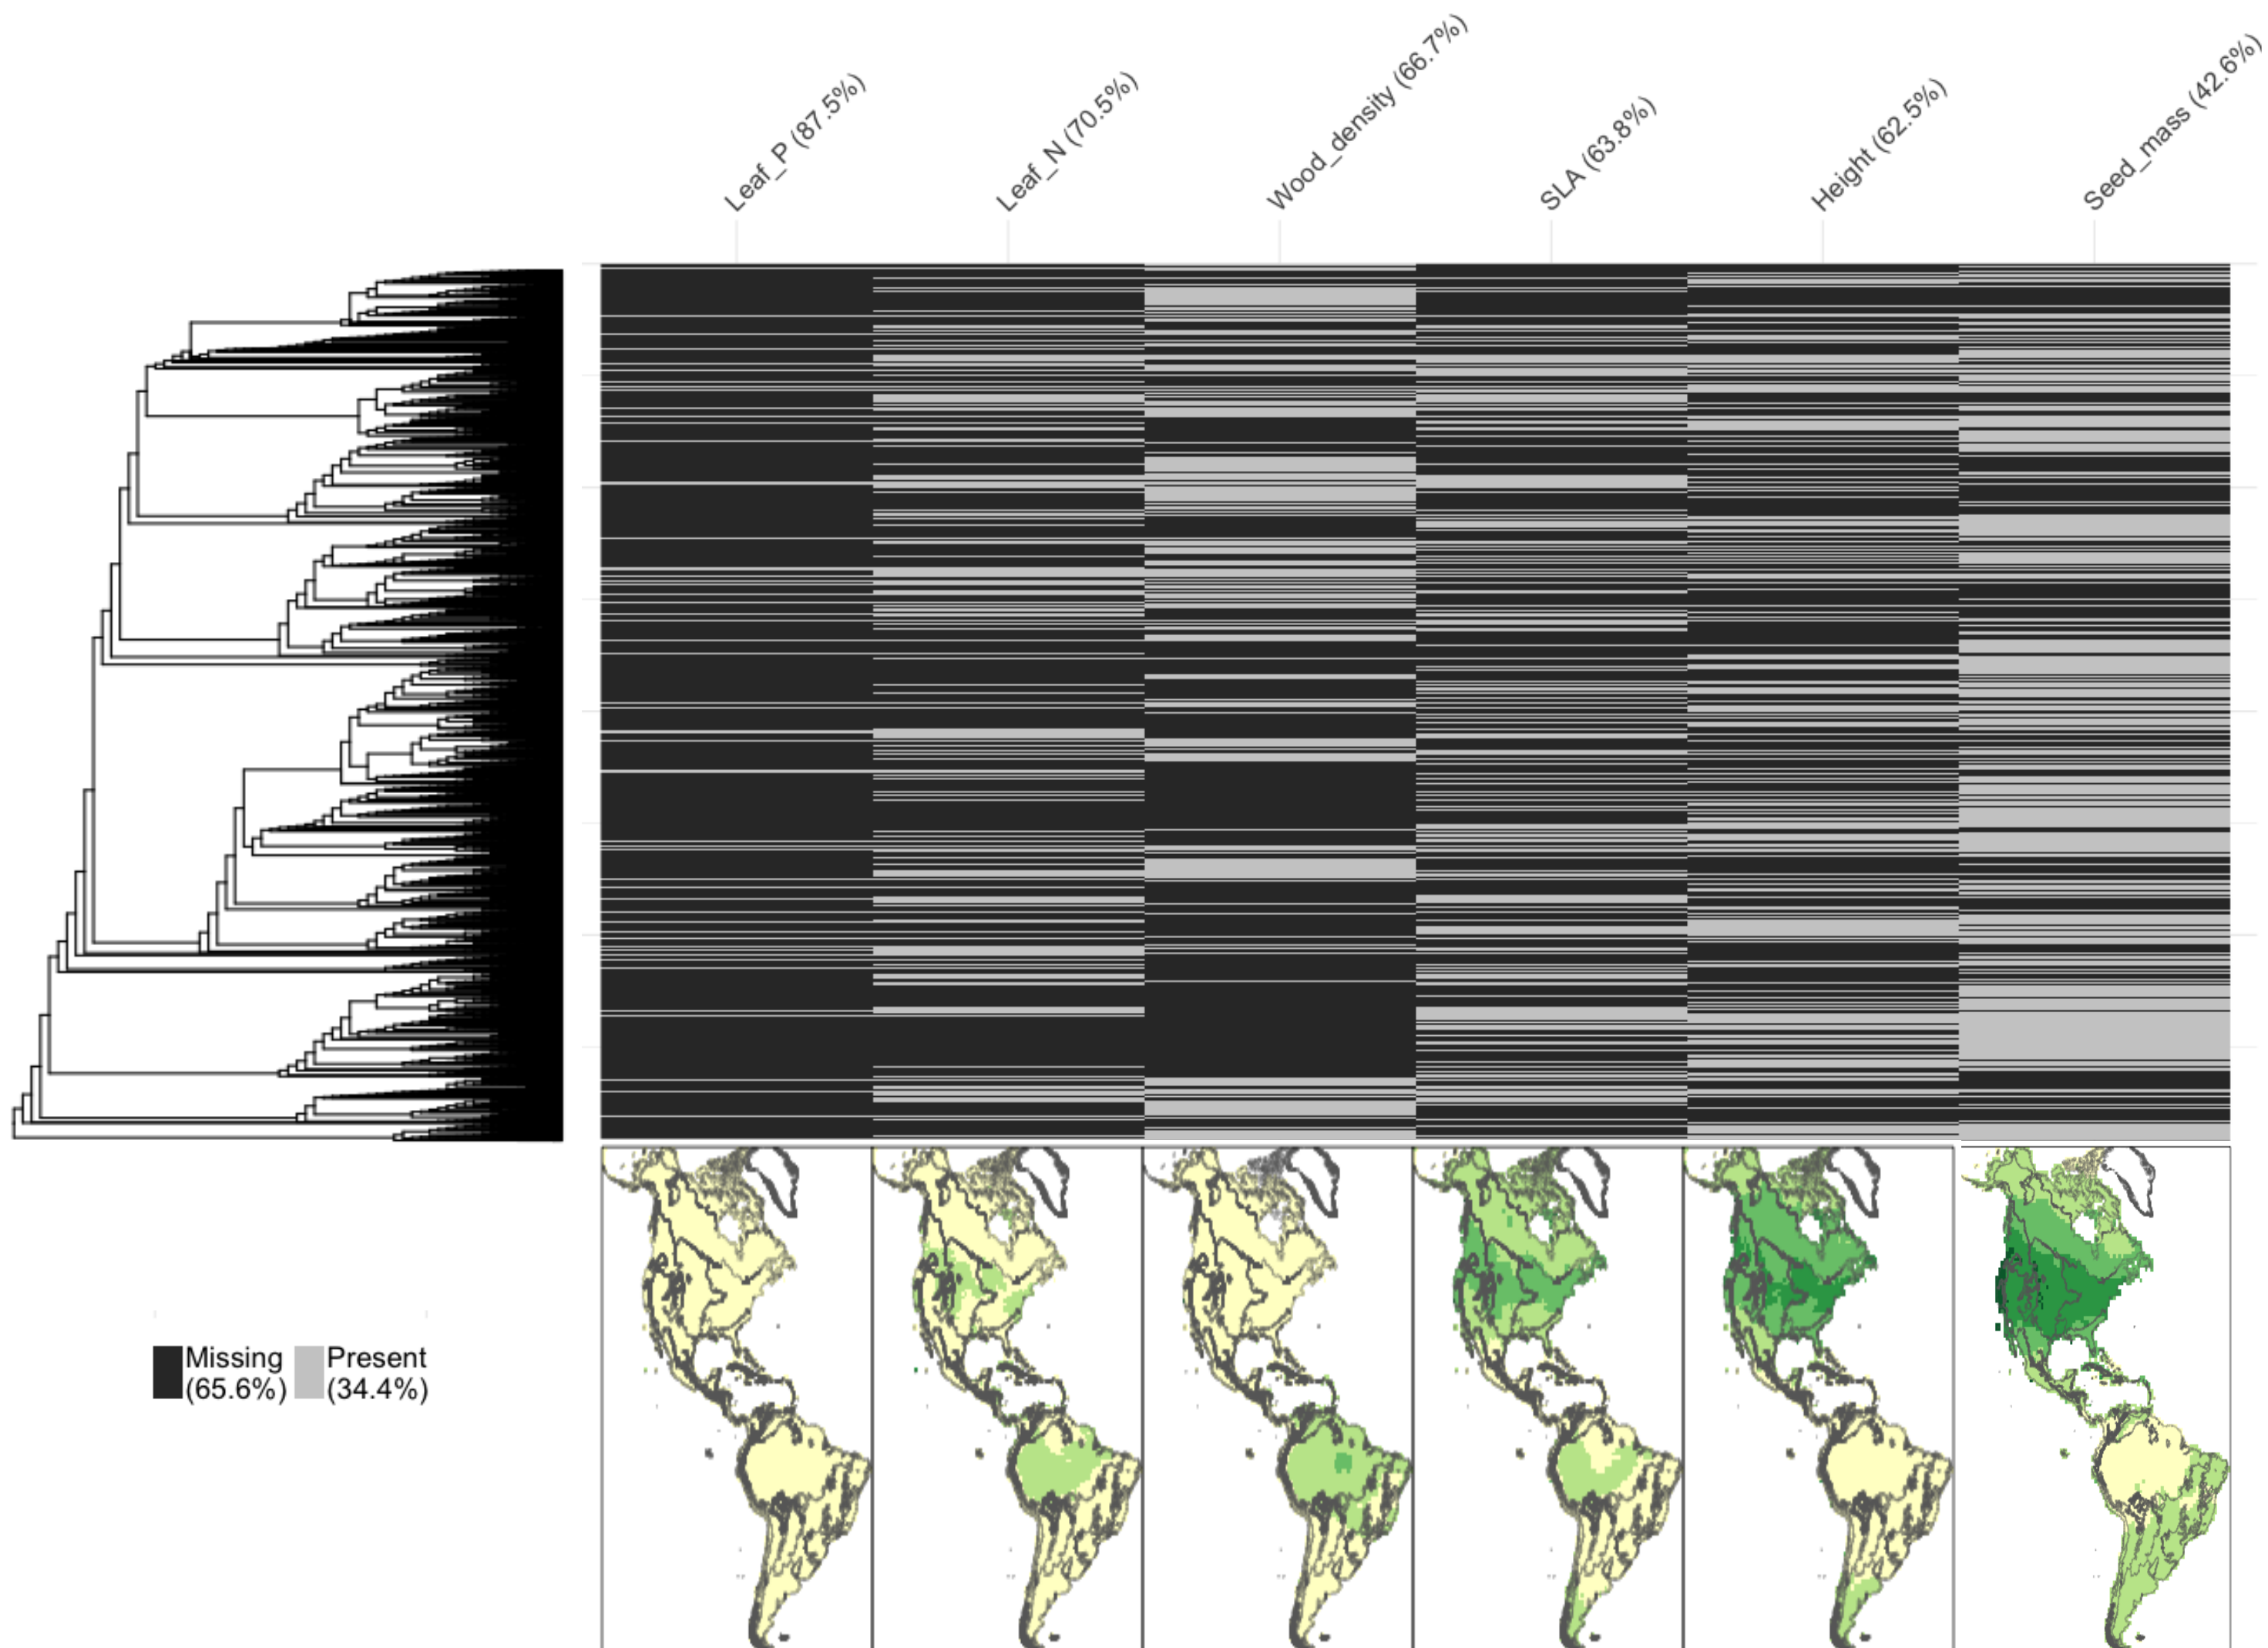 Leaf_P (87.5%)
Leaf_N (70.5%)
Wood_density (66.7%)
SLA (63.8%)
Height (62.5%)
Seed_mass (42.6%)
Missing
(65.6%)
Present
(34.4%)